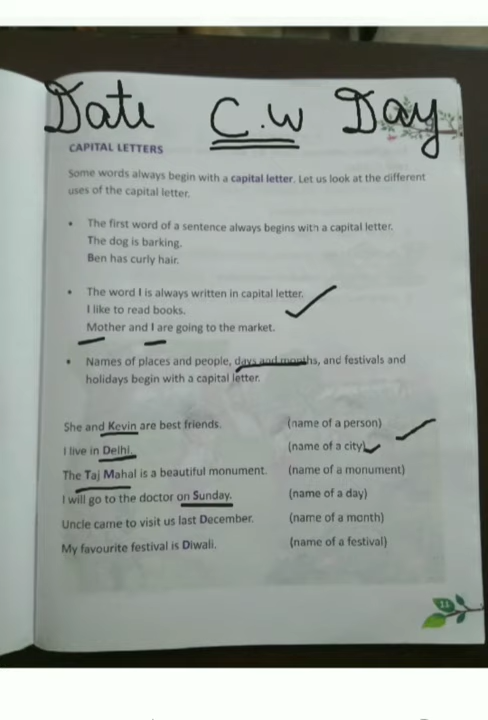 Date C.W Day
CAPITAL LETTERS
Some words always begin with a capital letter. Let us look at the different
uses of the capital letter.
• The first word of a sentence always begins with a capital letter.
The dog is barking.
Ben has curly hair.
• The word I is always written in capital letter.
I like to read books.
Mother and I are going to the market.
• Names of places and people, days and months, and festivals and
holidays begin with a capital letter.
She and Kevin are best friends. (name of a person)
I live in Delhi. (name of a city)
The Taj Mahal is a beautiful monument. (name of a monument)
I will go to the doctor on Sunday. (name of a day)
Uncle came to visit us last December. (name of a month)
My favourite festival is Diwali. (name of a festival)
11